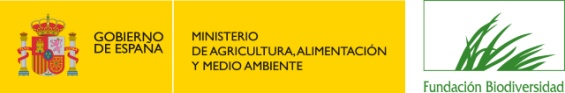 GOBIERNO
DE ESPAÑA
MINISTERIO
DE AGRICULTURA, ALIMENTACIÓN
Y MEDIO AMBIENTE
Fundación Biodiversidad